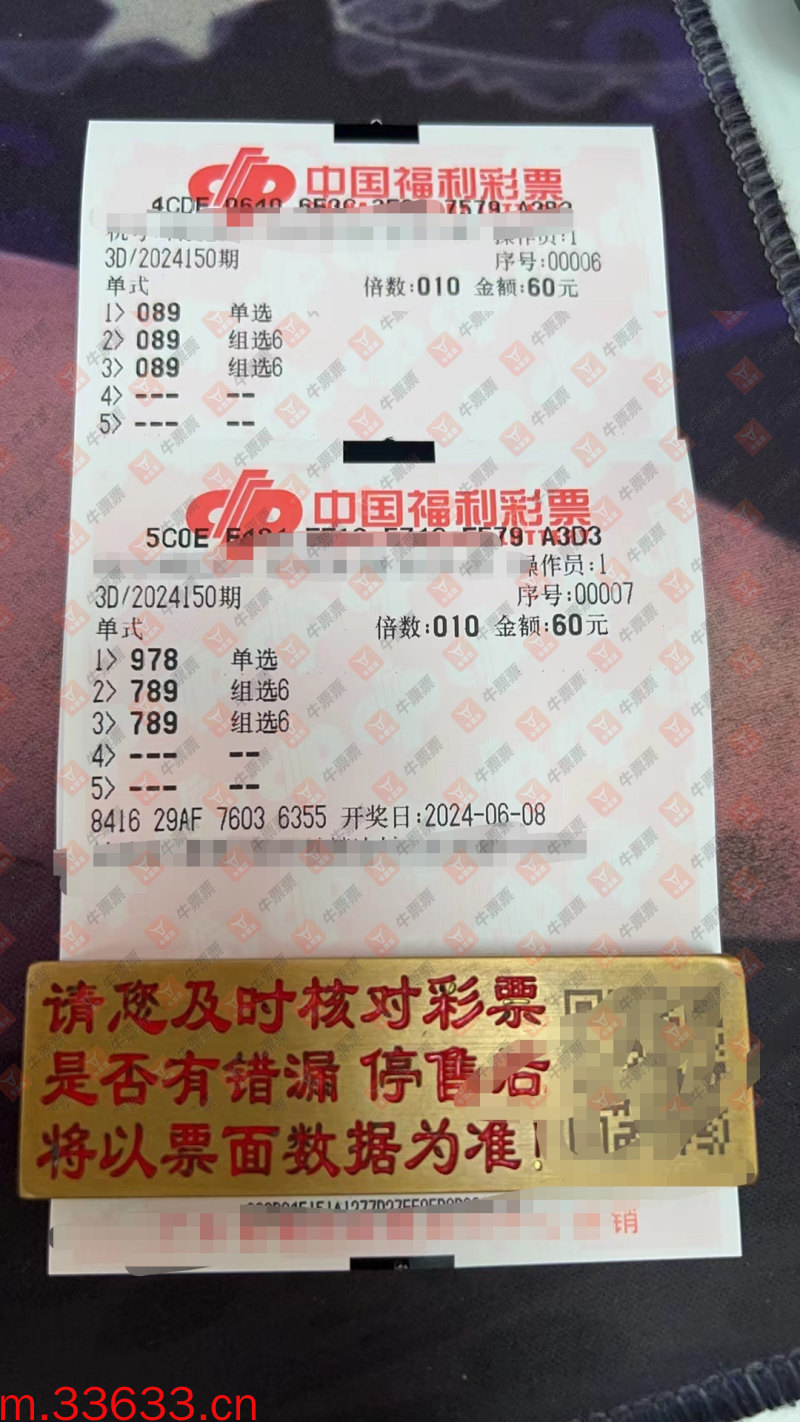 中国福利彩票
3D/2024150期
序号:00006
单式 倍数:010 金额:60元
1> 089 单选
2> 089 组选6
3> 089 组选6
4> --- --
5> --- --
中国福利彩票
5C0E A3D3
操作员:1
3D/2024150期
序号:00007
单式 倍数:010 金额:60元
1> 978 单选
2> 789 组选6
3> 789 组选6
4> --- --
5> --- --
8416 29AF 7603 6355 开奖日:2024-06-08
请您及时核对彩票
是否有错漏 停售后
将以票面数据为准!
销
牛票票
m.33633.cn